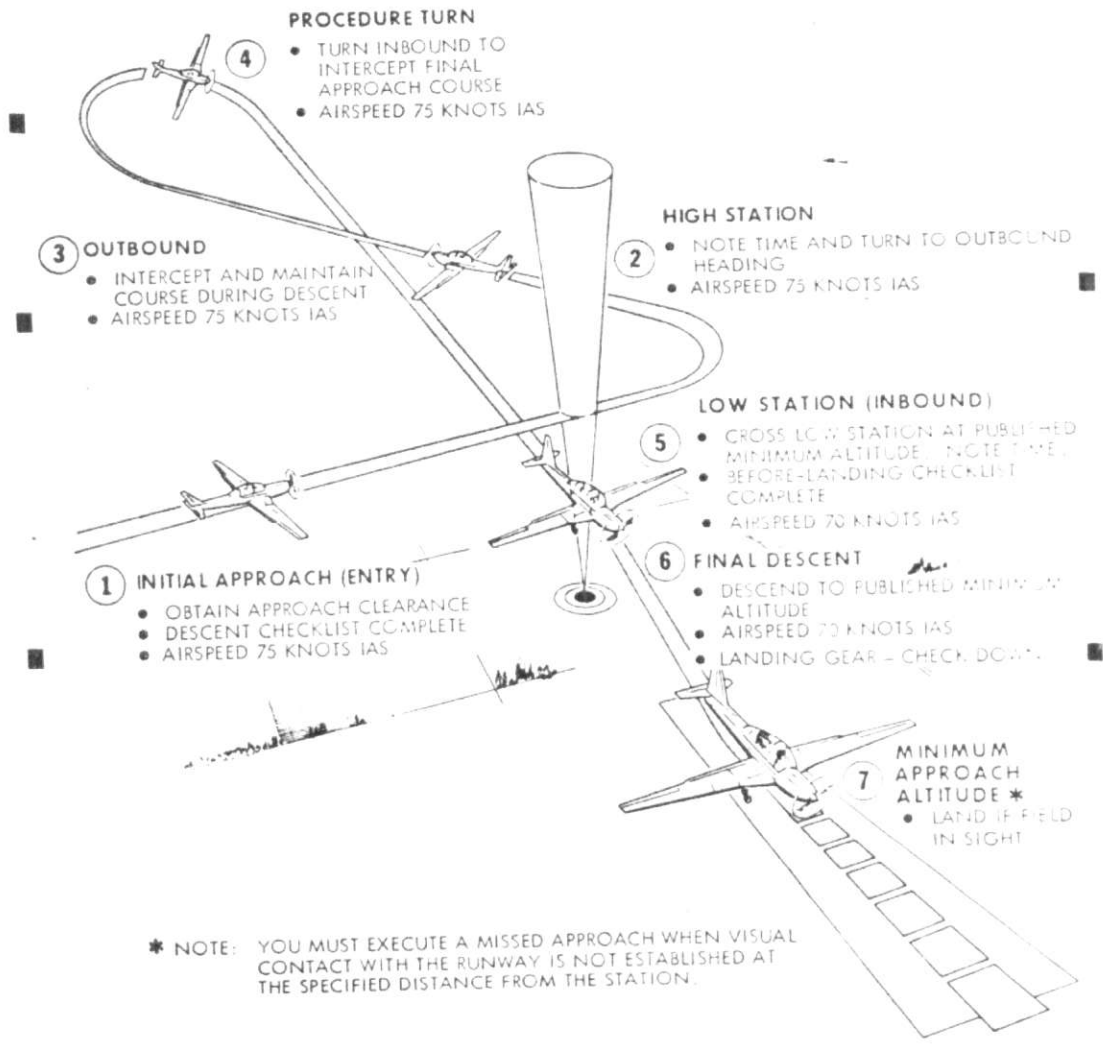 PROCEDURE TURN
4
• TURN INBOUND TO
INTERCEPT FINAL
APPROACH COURSE
• AIRSPEED 75 KNOTS IAS
HIGH STATION
2
• NOTE TIME AND TURN TO OUTBOUND
HEADING
• AIRSPEED 75 KNOTS IAS
3 OUTBOUND
• INTERCEPT AND MAINTAIN
COURSE DURING DESCENT
• AIRSPEED 75 KNOTS IAS
LOW STATION (INBOUND)
5
• CROSS LOW STATION AT PUBLISHED
MINIMUM ALTITUDE. NOTE TIME.
• BEFORE-LANDING CHECKLIST
COMPLETE
• AIRSPEED 70 KNOTS IAS
1 INITIAL APPROACH (ENTRY)
• OBTAIN APPROACH CLEARANCE
• DESCENT CHECKLIST COMPLETE
• AIRSPEED 75 KNOTS IAS
6 FINAL DESCENT
• DESCEND TO PUBLISHED MINIMUM
ALTITUDE
• AIRSPEED 70 KNOTS IAS
• LANDING GEAR - CHECK DOWN
7
MINIMUM
APPROACH
ALTITUDE *
• LAND IF FIELD
IN SIGHT
* NOTE: YOU MUST EXECUTE A MISSED APPROACH WHEN VISUAL
CONTACT WITH THE RUNWAY IS NOT ESTABLISHED AT
THE SPECIFIED DISTANCE FROM THE STATION.